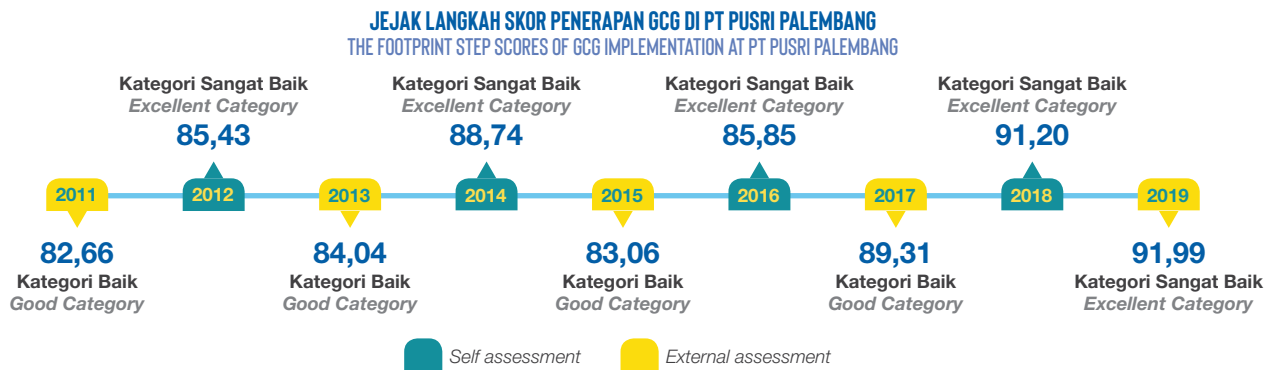 JEJAK LANGKAH SKOR PENERAPAN GCG DI PT PUSRI PALEMBANG
THE FOOTPRINT STEP SCORES OF GCG IMPLEMENTATION AT PT PUSRI PALEMBANG
Kategori Sangat Baik
Excellent Category
85,43
Kategori Sangat Baik
Excellent Category
88,74
Kategori Sangat Baik
Excellent Category
85,85
Kategori Sangat Baik
Excellent Category
91,20
2011
2012
2013
2014
2015
2016
2017
2018
2019
82,66
Kategori Baik
Good Category
84,04
Kategori Baik
Good Category
83,06
Kategori Baik
Good Category
89,31
Kategori Baik
Good Category
91,99
Kategori Sangat Baik
Excellent Category
Self assessment
External assessment